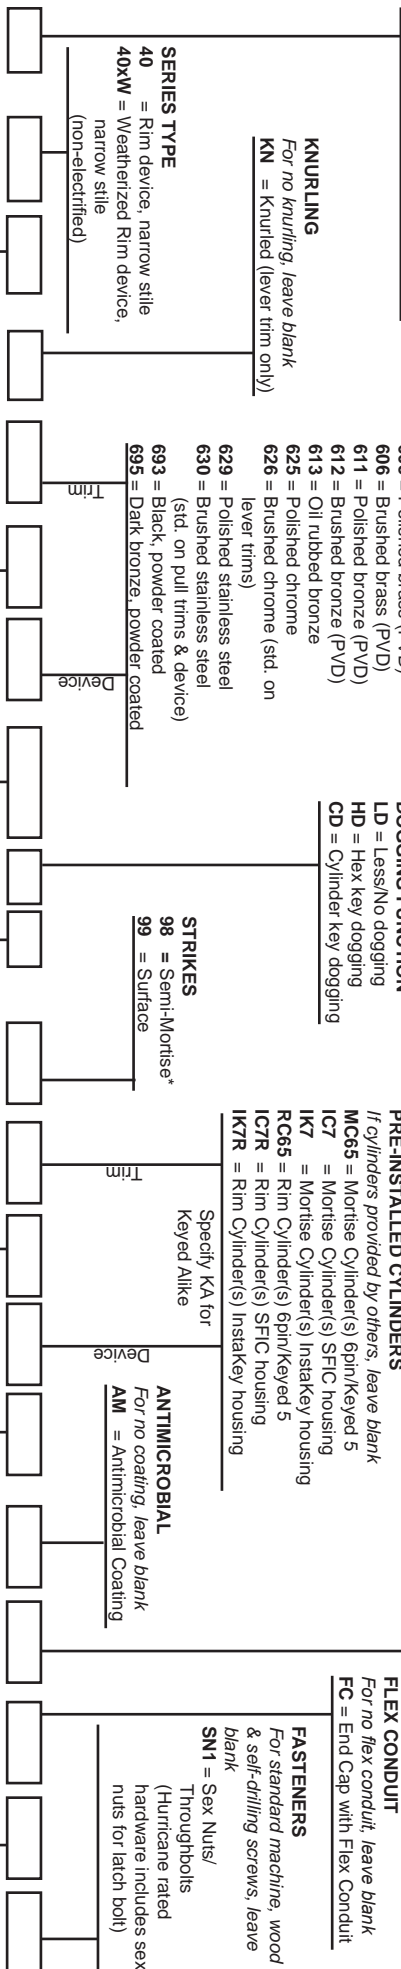 SERIES TYPE
40 = Rim device, narrow stile
40xW = Weatherized Rim device,
narrow stile
(non-electrified)
KNURLING
For no knurling, leave blank
KN = Knurled (lever trim only)
606 = Brushed brass (PVD)
611 = Polished bronze (PVD)
612 = Brushed bronze (PVD)
613 = Oil rubbed bronze
625 = Polished chrome
626 = Brushed chrome (std. on
lever trims)
629 = Polished stainless steel
630 = Brushed stainless steel
(std. on pull trims & device)
693 = Black, powder coated
695 = Dark bronze, powder coated
Trim
Device
DOGGING FUNCTION
LD = Less/No dogging
HD = Hex key dogging
CD = Cylinder key dogging
STRIKES
98 = Semi-Mortise*
99 = Surface
PRE-INSTALLED CYLINDERS
If cylinders provided by others, leave blank
MC65 = Mortise Cylinder(s) 6pin/Keyed 5
IC7 = Mortise Cylinder(s) SFIC housing
IK7 = Mortise Cylinder(s) InstaKey housing
RC65 = Rim Cylinder(s) 6pin/Keyed 5
IC7R = Rim Cylinder(s) SFIC housing
IK7R = Rim Cylinder(s) InstaKey housing
Specify KA for
Keyed Alike
Trim
Device
ANTIMICROBIAL
For no coating, leave blank
AM = Antimicrobial Coating
FLEX CONDUIT
For no flex conduit, leave blank
FC = End Cap with Flex Conduit
FASTENERS
For standard machine, wood
& self-drilling screws, leave
blank
SN1 = Sex Nuts/
Throughbolts
(Hurricane rated
hardware includes sex
nuts for latch bolt)